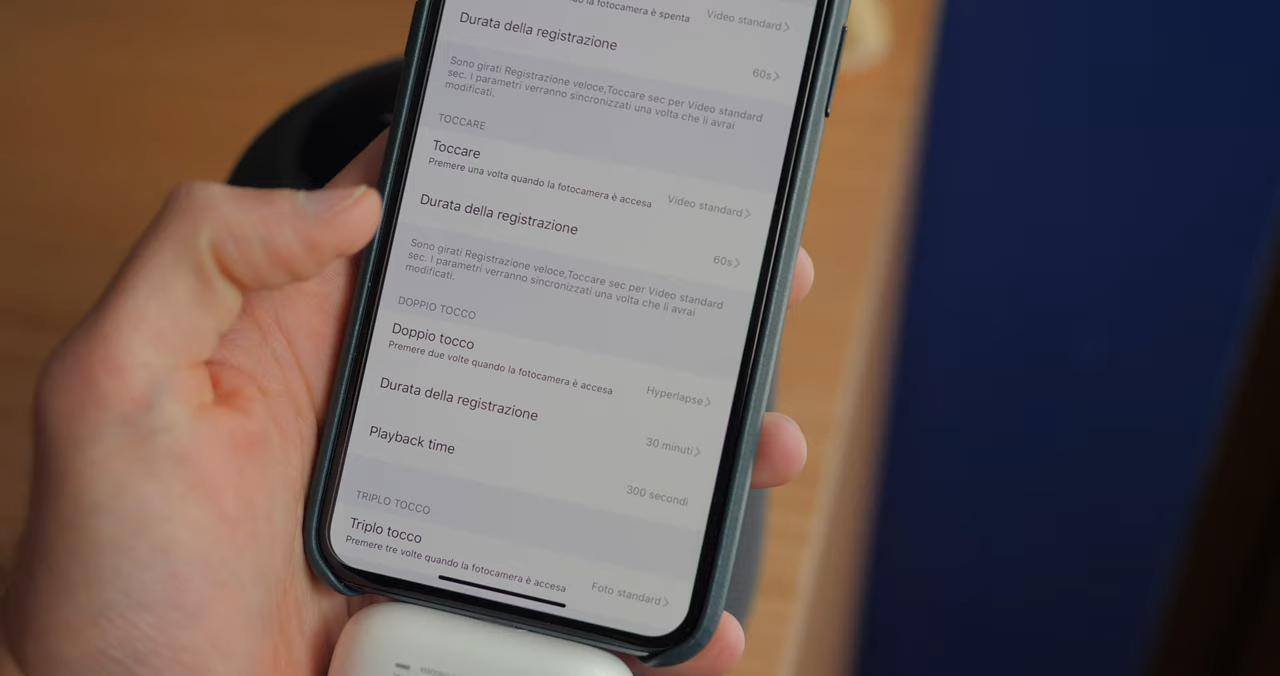 do la fotocamera è spenta
Video standard
Durata della registrazione
60s
Sono girati Registrazione veloce,Toccare sec per Video standard
sec. I parametri verranno sincronizzati una volta che li avrai
modificati.
TOCCARE
Toccare
Premere una volta quando la fotocamera è accesa
Video standard
Durata della registrazione
60s
Sono girati Registrazione veloce,Toccare sec per Video standard
sec. I parametri verranno sincronizzati una volta che li avrai
modificati.
DOPPIO TOCCO
Doppio tocco
Premere due volte quando la fotocamera è accesa
Hyperlapse
Durata della registrazione
30 minuti
Playback time
300 secondi
TRIPLO TOCCO
Triplo tocco
Premere tre volte quando la fotocamera è accesa
Foto standard